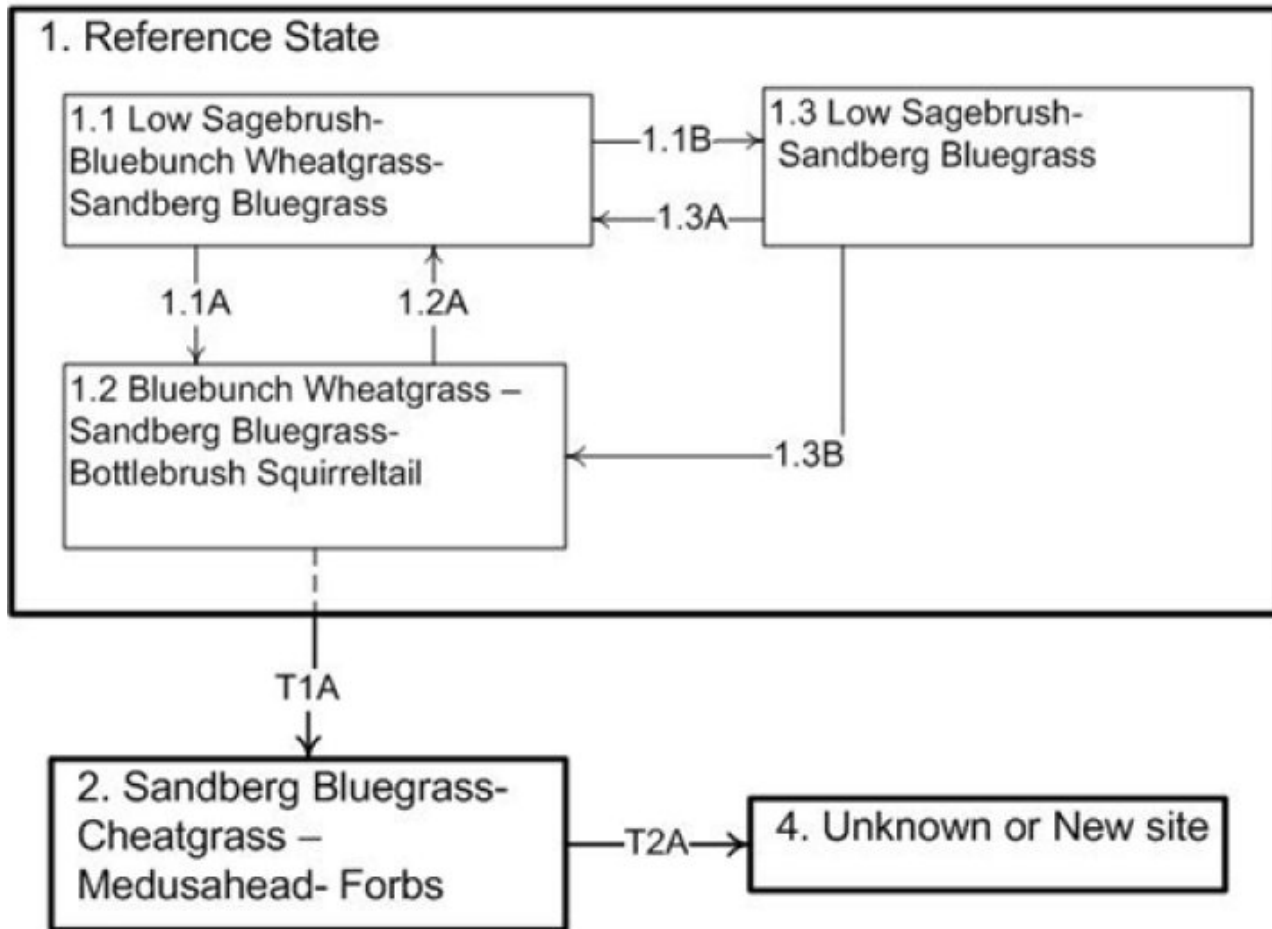 1. Reference State
1.1 Low Sagebrush-
Bluebunch Wheatgrass-
Sandberg Bluegrass
1.1B
1.3 Low Sagebrush-
Sandberg Bluegrass
1.3A
1.1A
1.2A
1.2 Bluebunch Wheatgrass –
Sandberg Bluegrass-
Bottlebrush Squirreltail
1.3B
T1A
2. Sandberg Bluegrass-
Cheatgrass –
Medusahead- Forbs
T2A
4. Unknown or New site